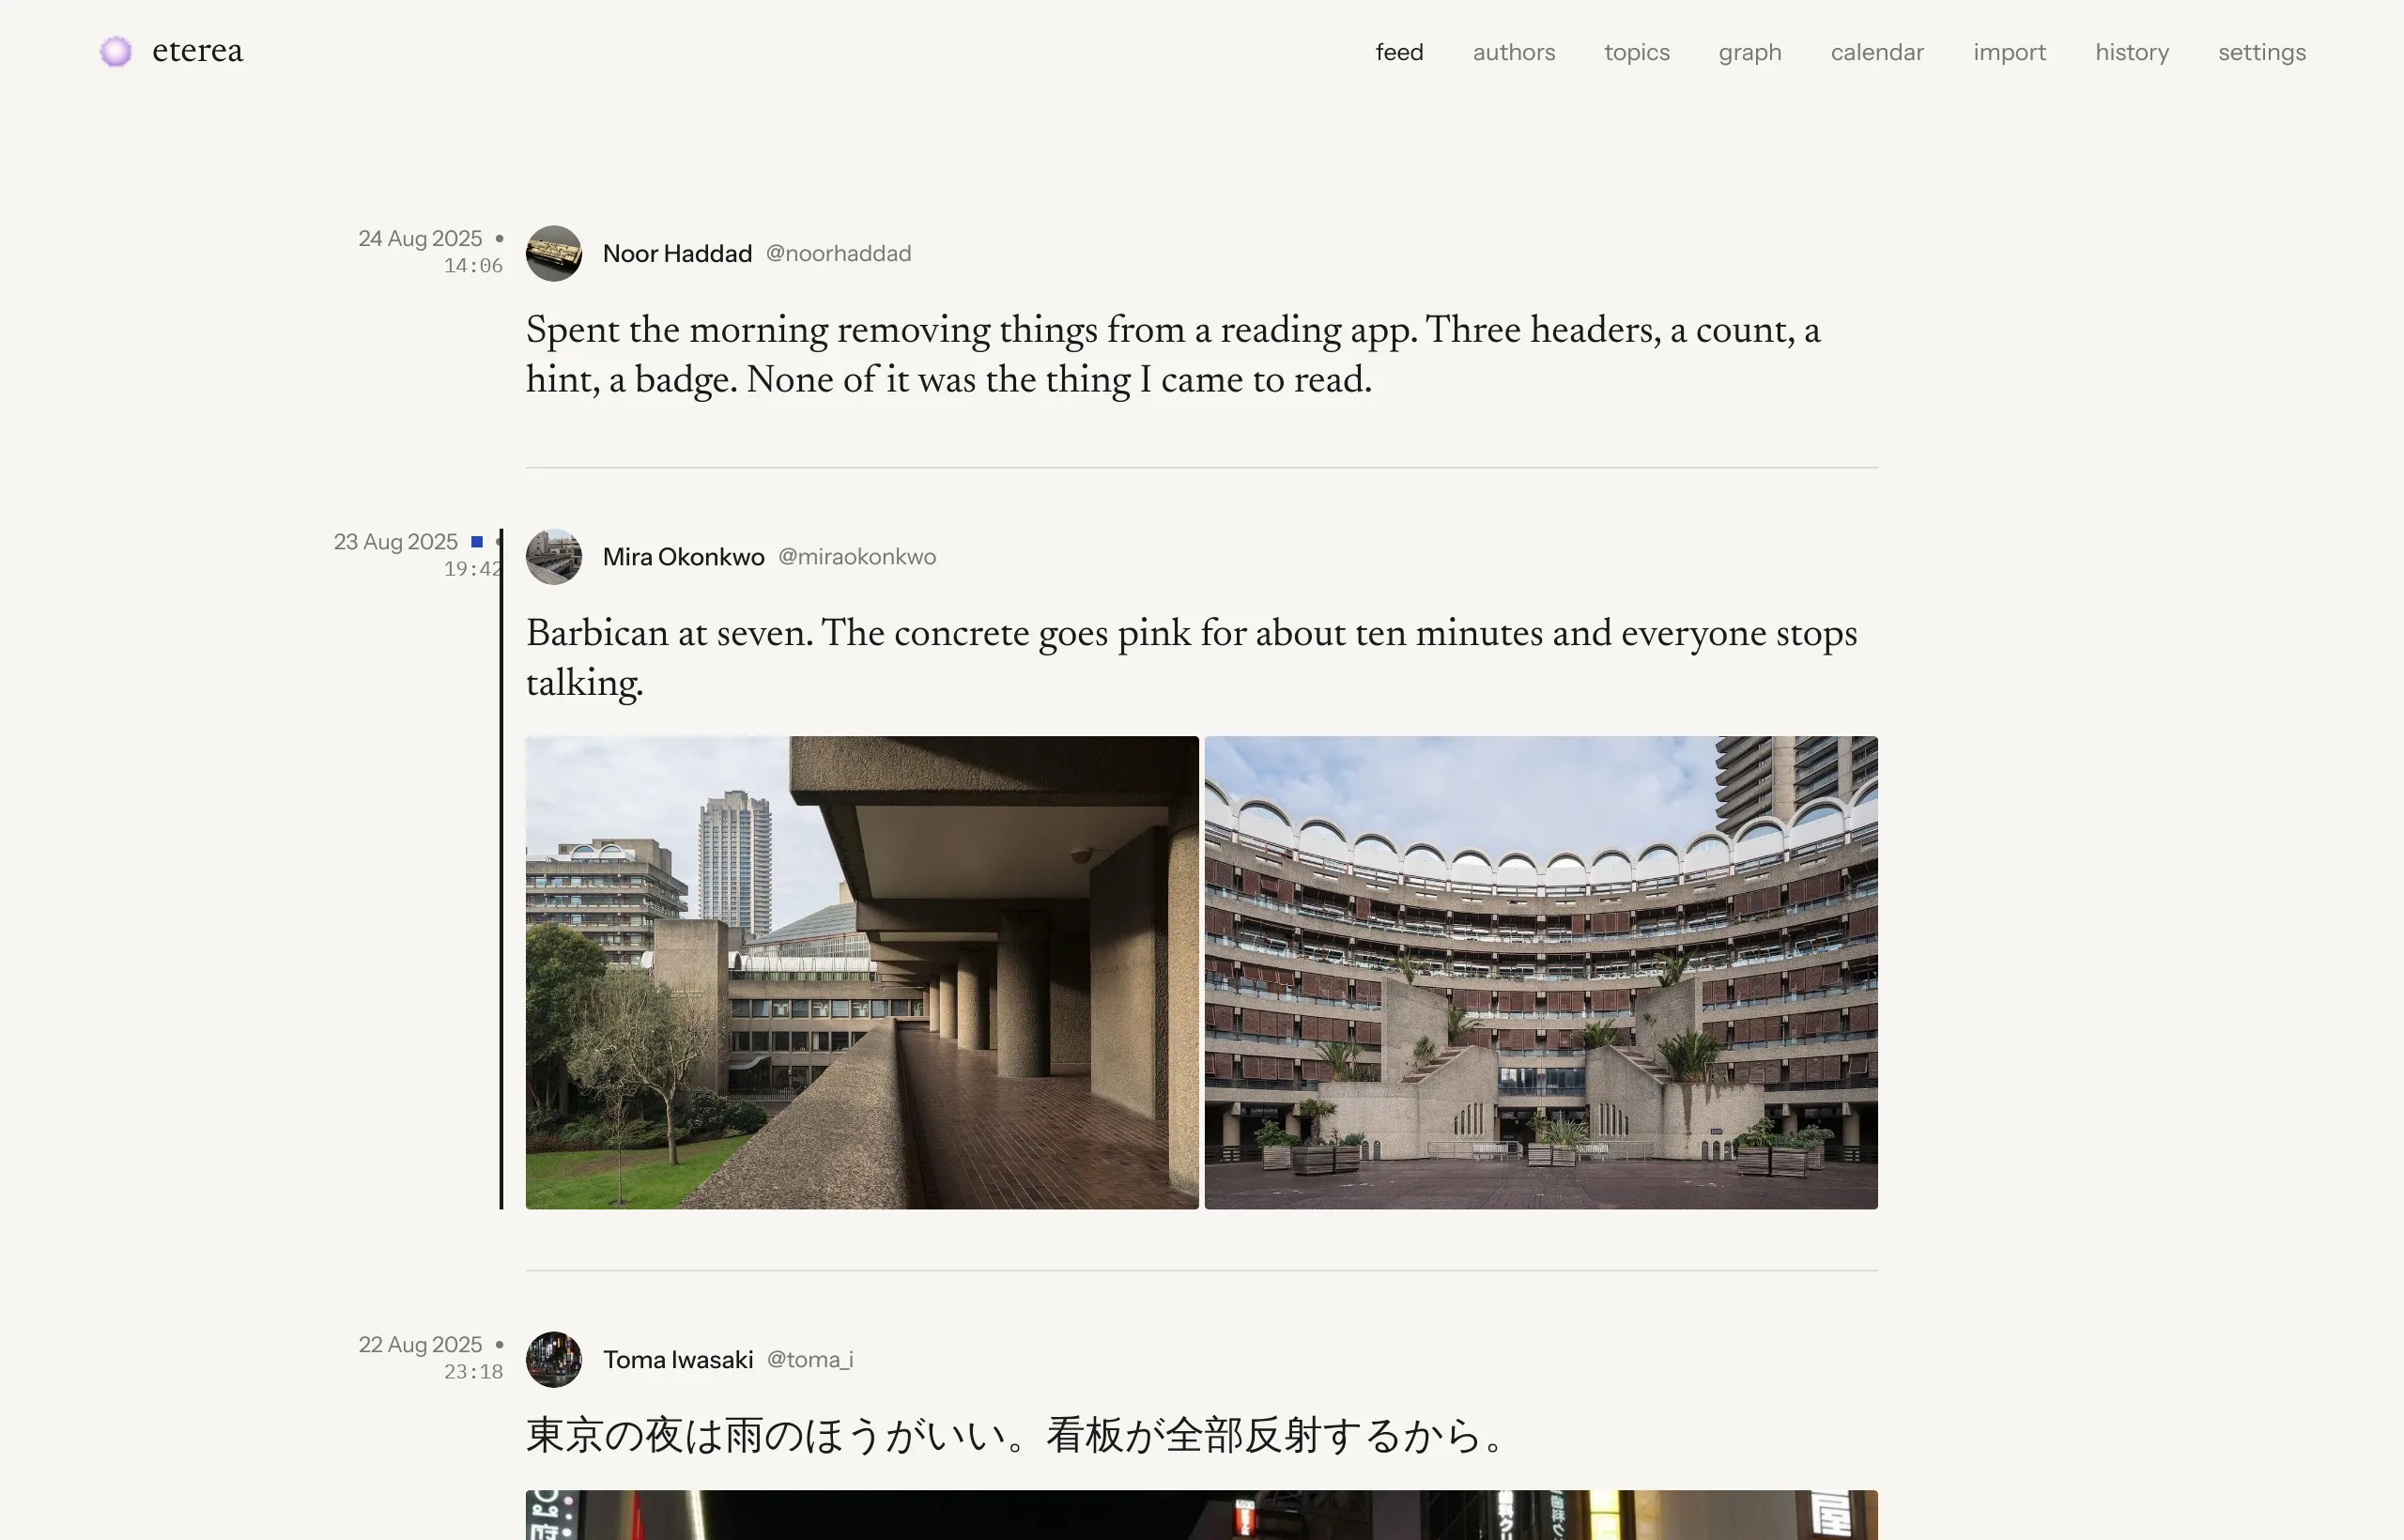 eterea
feed authors topics graph calendar import history settings
24 Aug 2025
14:06
Noor Haddad @noorhaddad
Spent the morning removing things from a reading app. Three headers, a count, a
hint, a badge. None of it was the thing I came to read.
23 Aug 2025
19:42
Mira Okonkwo @miraokonkwo
Barbican at seven. The concrete goes pink for about ten minutes and everyone stops
talking.
22 Aug 2025
23:18
Toma Iwasaki @toma_i
東京の夜は雨のほうがいい。看板が全部反射するから。